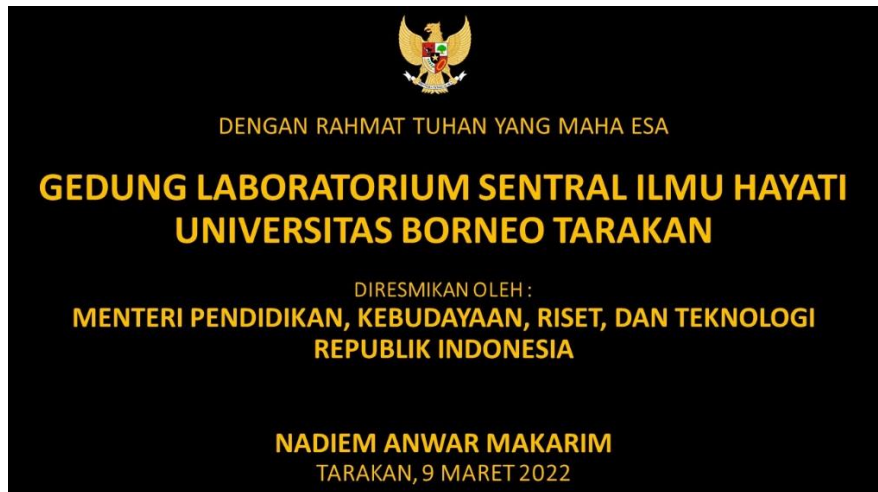 DENGAN RAHMAT TUHAN YANG MAHA ESA
GEDUNG LABORATORIUM SENTRAL ILMU HAYATI
UNIVERSITAS BORNEO TARAKAN
DIRESMIKAN OLEH :
MENTERI PENDIDIKAN, KEBUDAYAAN, RISET, DAN TEKNOLOGI
REPUBLIK INDONESIA
NADIEM ANWAR MAKARIM
TARAKAN, 9 MARET 2022